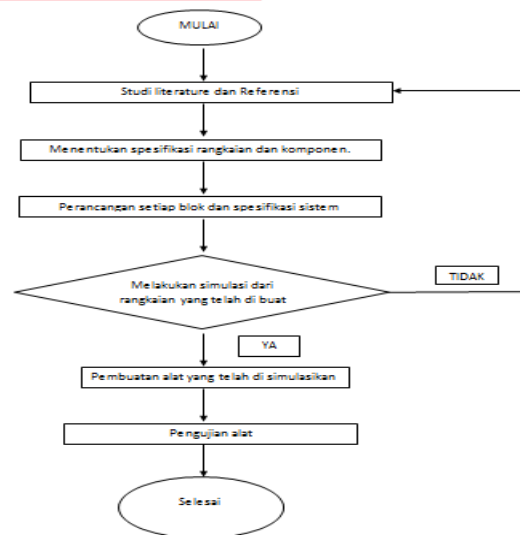 MULAI
Studi literature dan Referensi
Menentukan spesifikasi rangkaian dan komponen.
Perancangan setiap blok dan spesifikasi sistem
Melakukan simulasi dari
rangkaian yang telah di buat
TIDAK
YA
Pembuatan alat yang telah di simulasikan
Pengujian alat
Selesai